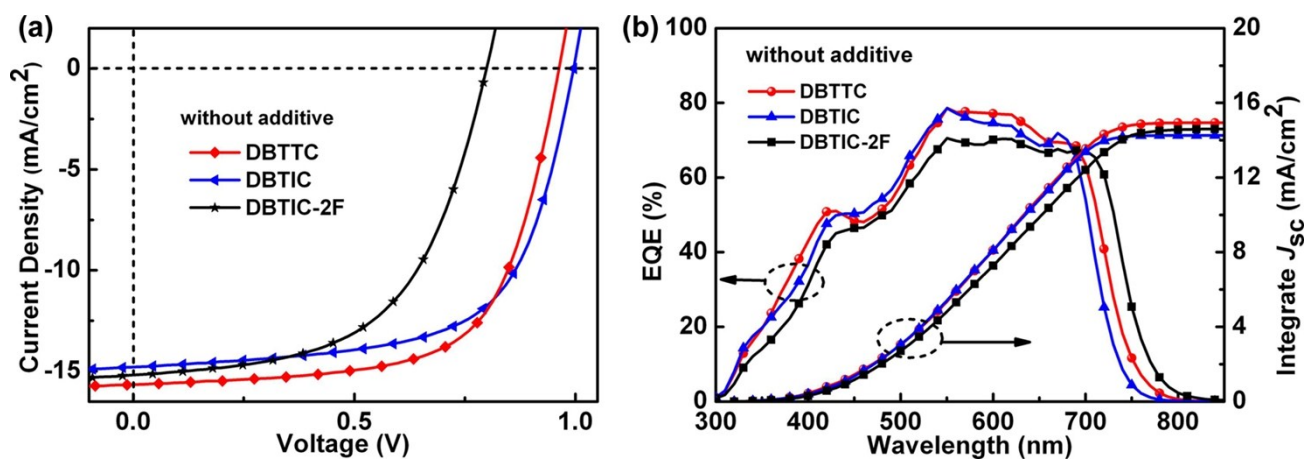 (a)
Current Density (mA/cm2)
0
-5
-10
-15
without additive
DBTTC
DBTIC
DBTIC-2F
0.0
0.5
1.0
Voltage (V)
(b)
EQE (%)
100
80
60
40
20
0
without additive
DBTTC
DBTIC
DBTIC-2F
300
400
500
600
700
800
Wavelength (nm)
20
16
12
8
4
0
Integrate JSC (mA/cm2)